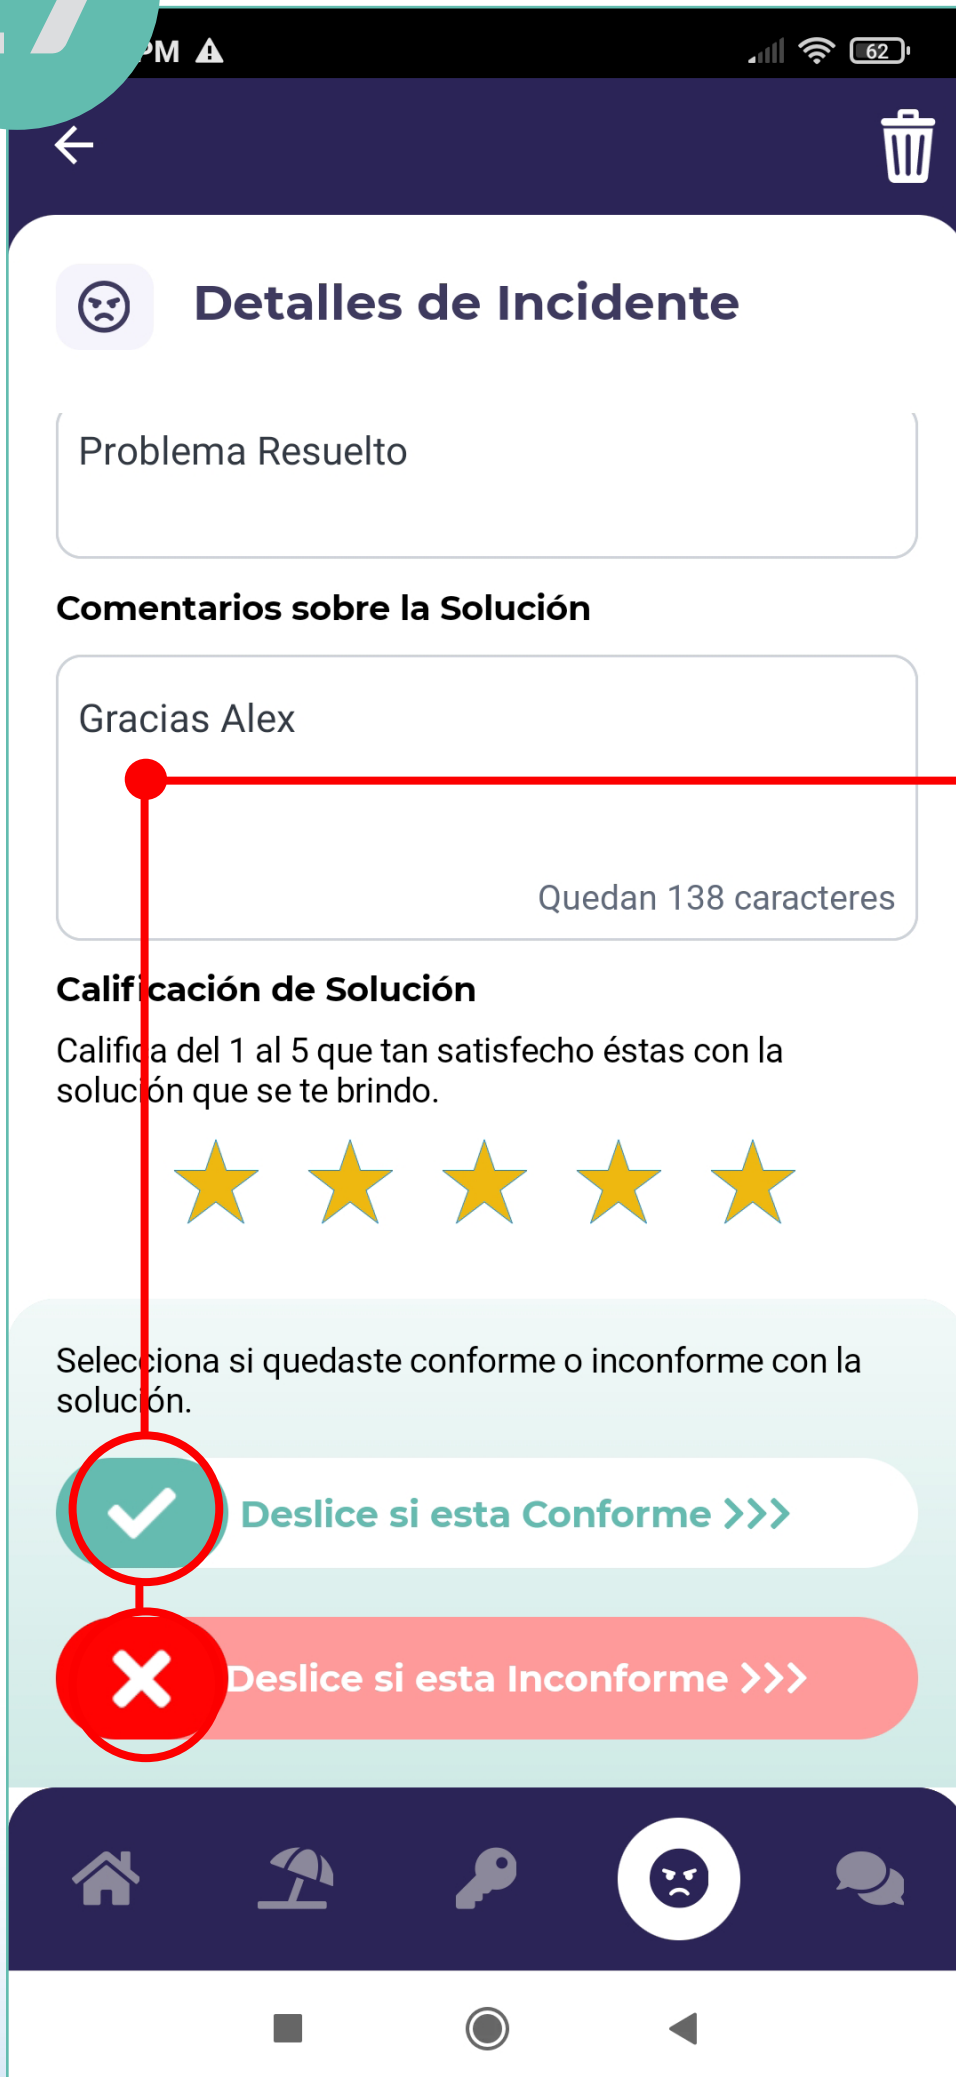 PM
62
Detalles de Incidente
Problema Resuelto
Comentarios sobre la Solución
Gracias Alex
Quedan 138 caracteres
Calificación de Solución
Califica del 1 al 5 que tan satisfecho éstas con la
solución que se te brindo.
Selecciona si quedaste conforme o inconforme con la
solución.
Deslice si esta Conforme >>>
Deslice si esta Inconforme >>>